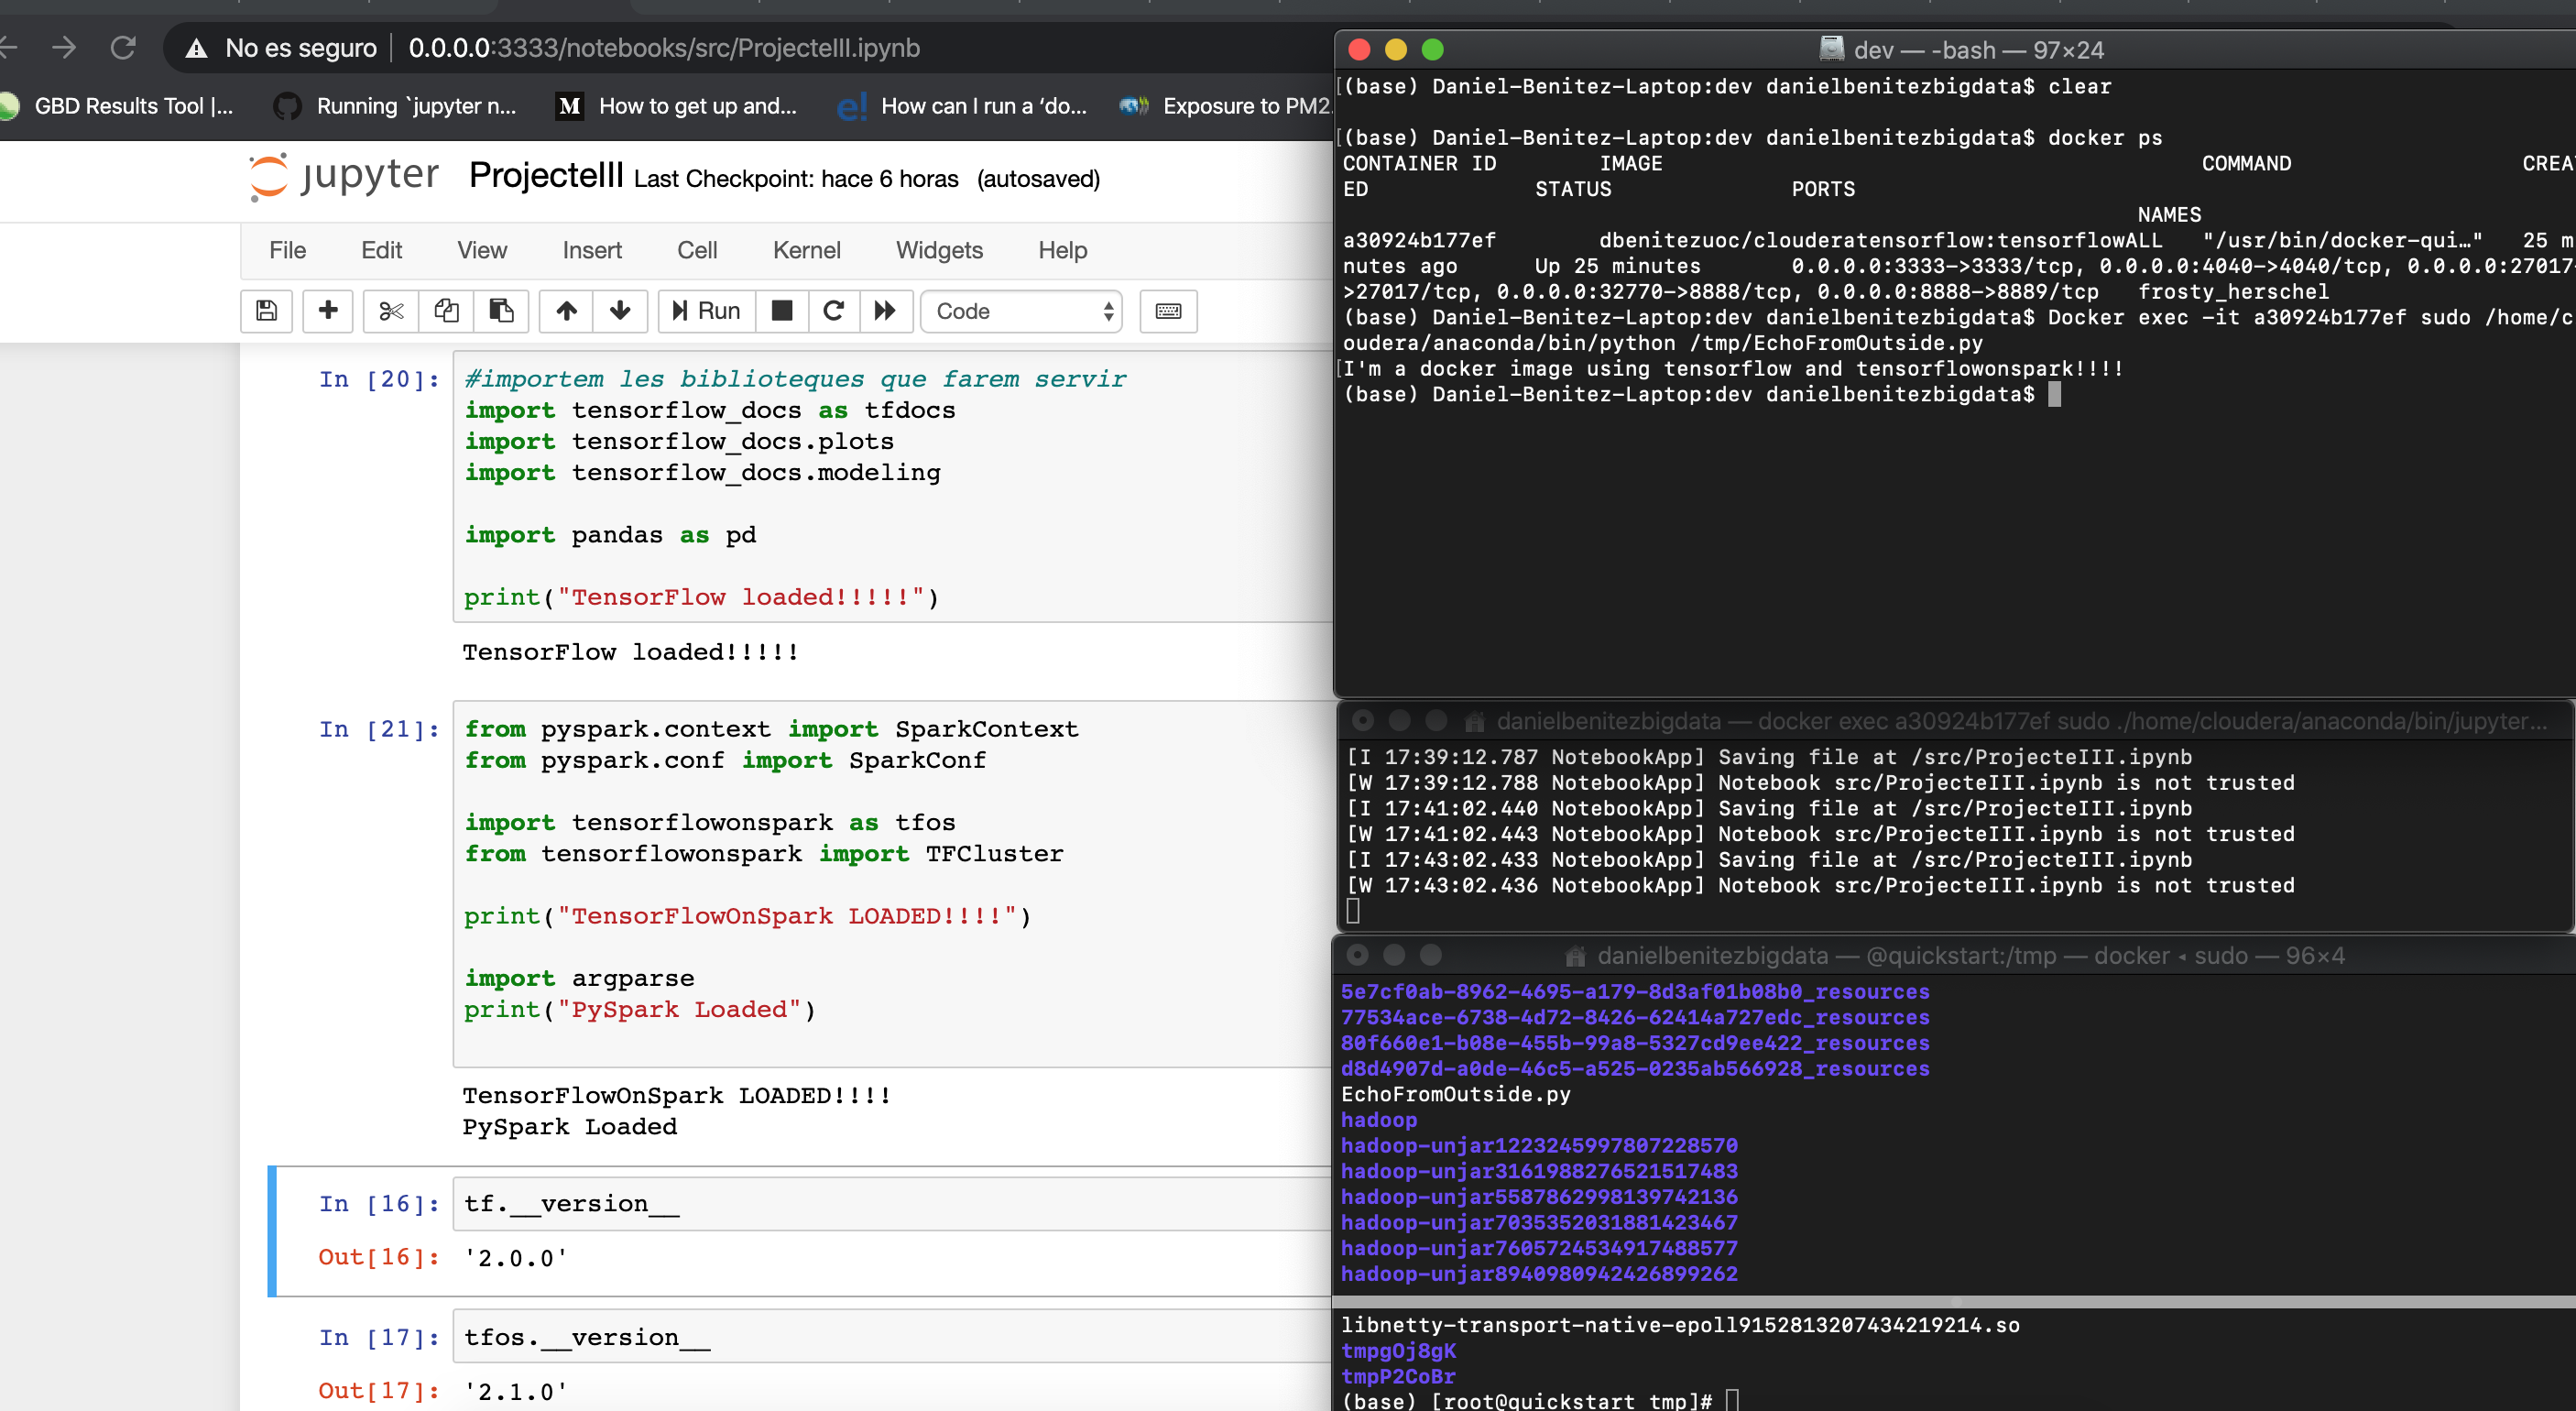 No es seguro | 0.0.0.0:3333/notebooks/src/ProjecteIII.ipynb
GBD Results Tool |...
Running `jupyter n...
How to get up and...
How can I run a ‘do...
Exposure to PM2.
jupyter ProjecteIII Last Checkpoint: hace 6 horas (autosaved)
File Edit View Insert Cell Kernel Widgets Help
Run Code
In [20]: #importem les biblioteques que farem servir
import tensorflow_docs as tfdocs
import tensorflow_docs.plots
import tensorflow_docs.modeling
import pandas as pd
print("TensorFlow loaded!!!!!")
TensorFlow loaded!!!!!
In [21]: from pyspark.context import SparkContext
from pyspark.conf import SparkConf
import tensorflowonspark as tfos
from tensorflowonspark import TFCluster
print("TensorFlowOnSpark LOADED!!!!")
import argparse
print("PySpark Loaded")
TensorFlowOnSpark LOADED!!!!
PySpark Loaded
In [16]: tf.__version__
Out[16]: '2.0.0'
In [17]: tfos.__version__
Out[17]: '2.1.0'
dev — -bash — 97×24
[(base) Daniel-Benitez-Laptop:dev danielbenitezbigdata$ clear
[(base) Daniel-Benitez-Laptop:dev danielbenitezbigdata$ docker ps
CONTAINER ID IMAGE COMMAND CREA
ED STATUS PORTS
NAMES
a30924b177ef dbenitezuoc/clouderatensorflow:tensorflowALL "/usr/bin/docker-qui…" 25 m
nutes ago Up 25 minutes 0.0.0.0:3333->3333/tcp, 0.0.0.0:4040->4040/tcp, 0.0.0.0:27017-
>27017/tcp, 0.0.0.0:32770->8888/tcp, 0.0.0.0:8888->8889/tcp frosty_herschel
(base) Daniel-Benitez-Laptop:dev danielbenitezbigdata$ Docker exec -it a30924b177ef sudo /home/c
oudera/anaconda/bin/python /tmp/EchoFromOutside.py
[I'm a docker image using tensorflow and tensorflowonspark!!!!
(base) Daniel-Benitez-Laptop:dev danielbenitezbigdata$
danielbenitezbigdata — docker exec a30924b177ef sudo ./home/cloudera/anaconda/bin/jupyter...
[I 17:39:12.787 NotebookApp] Saving file at /src/ProjecteIII.ipynb
[W 17:39:12.788 NotebookApp] Notebook src/ProjecteIII.ipynb is not trusted
[I 17:41:02.440 NotebookApp] Saving file at /src/ProjecteIII.ipynb
[W 17:41:02.443 NotebookApp] Notebook src/ProjecteIII.ipynb is not trusted
[I 17:43:02.433 NotebookApp] Saving file at /src/ProjecteIII.ipynb
[W 17:43:02.436 NotebookApp] Notebook src/ProjecteIII.ipynb is not trusted
danielbenitezbigdata — @quickstart:/tmp — docker ◂ sudo — 96×4
5e7cf0ab-8962-4695-a179-8d3af01b08b0_resources
77534ace-6738-4d72-8426-62414a727edc_resources
80f660e1-b08e-455b-99a8-5327cd9ee422_resources
d8d4907d-a0de-46c5-a525-0235ab566928_resources
EchoFromOutside.py
hadoop
hadoop-unjar1223245997807228570
hadoop-unjar3161988276521517483
hadoop-unjar5587862998139742136
hadoop-unjar7035352031881423467
hadoop-unjar7605724534917488577
hadoop-unjar8940980942426899262
libnetty-transport-native-epoll9152813207434219214.so
tmpgOj8gK
tmpP2CoBr
(base) [root@quickstart tmp]#